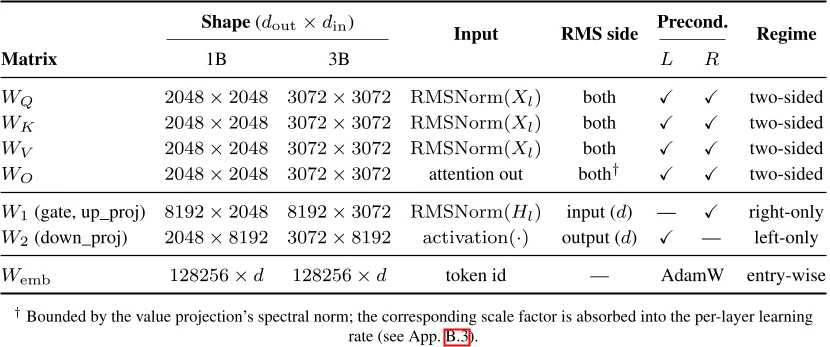 Shape (d_out × d_in) Precond.
Input RMS side Regime
Matrix 1B 3B L R
W_Q 2048 × 2048 3072 × 3072 RMSNorm(X_l) both ✓ ✓ two-sided
W_K 2048 × 2048 3072 × 3072 RMSNorm(X_l) both ✓ ✓ two-sided
W_V 2048 × 2048 3072 × 3072 RMSNorm(X_l) both ✓ ✓ two-sided
W_O 2048 × 2048 3072 × 3072 attention out both† ✓ ✓ two-sided
W_1 (gate, up_proj) 8192 × 2048 8192 × 3072 RMSNorm(H_l) input (d) — ✓ right-only
W_2 (down_proj) 2048 × 8192 3072 × 8192 activation(·) output (d) ✓ — left-only
W_emb 128256 × d 128256 × d token id — AdamW entry-wise
† Bounded by the value projection's spectral norm; the corresponding scale factor is absorbed into the per-layer learning
rate (see App. B.3).